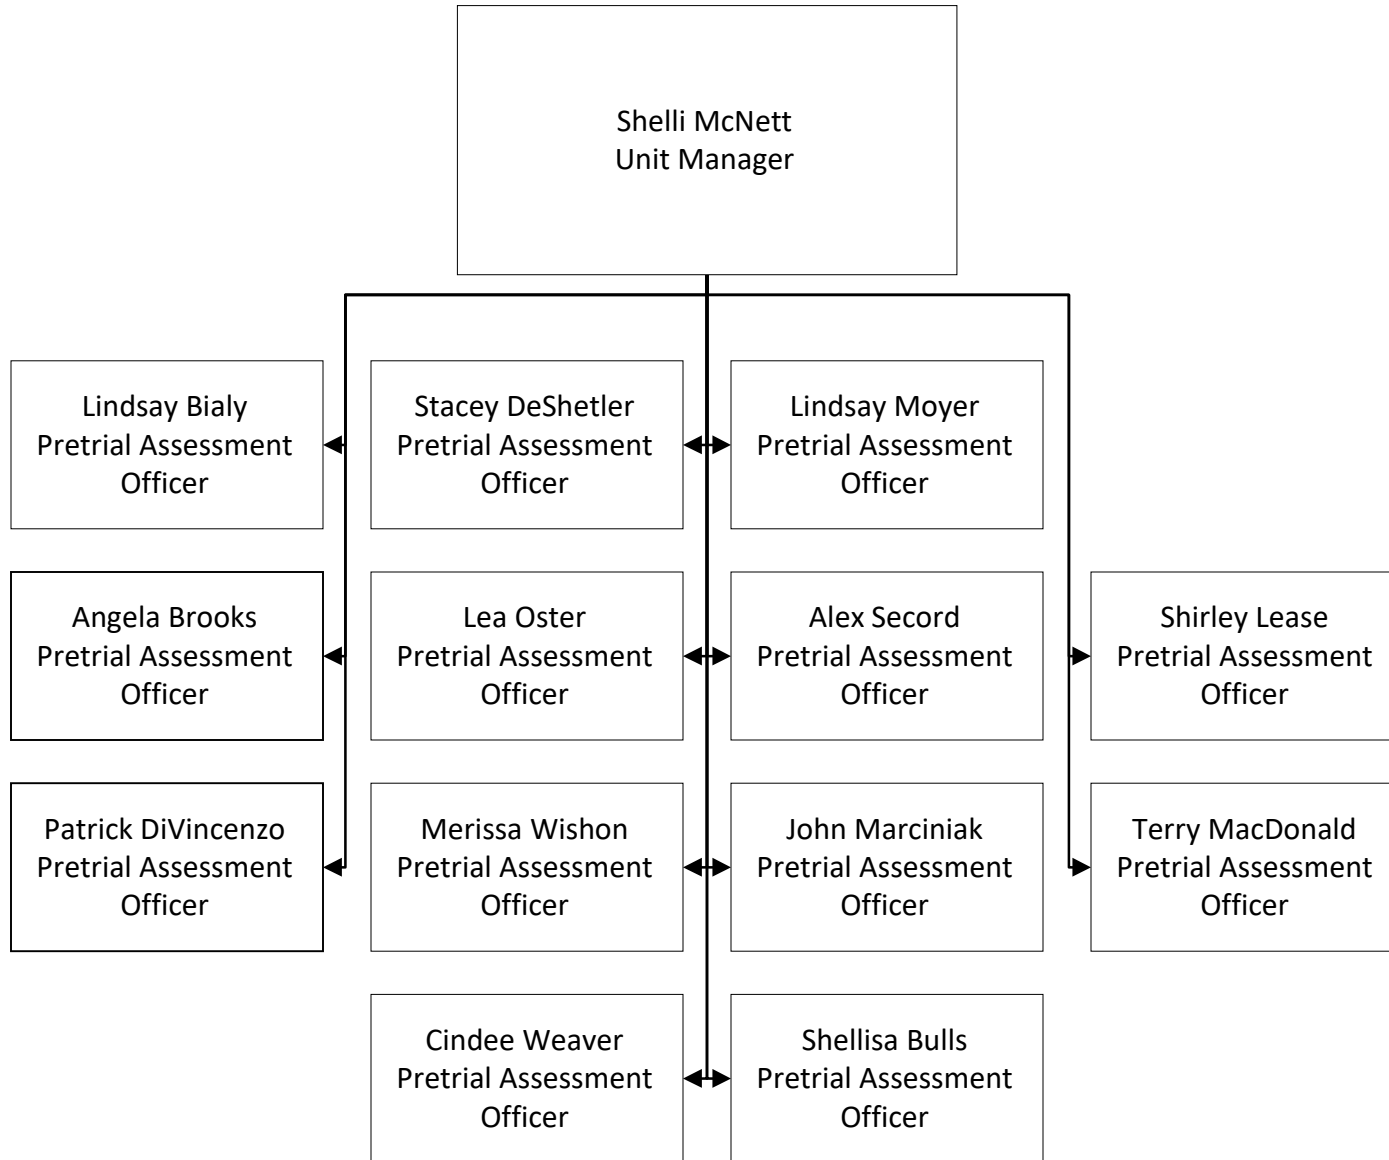 Shelli McNett
Unit Manager
Lindsay Bialy
Pretrial Assessment
Officer
Stacey DeShetler
Pretrial Assessment
Officer
Lindsay Moyer
Pretrial Assessment
Officer
Angela Brooks
Pretrial Assessment
Officer
Lea Oster
Pretrial Assessment
Officer
Alex Secord
Pretrial Assessment
Officer
Shirley Lease
Pretrial Assessment
Officer
Patrick DiVincenzo
Pretrial Assessment
Officer
Merissa Wishon
Pretrial Assessment
Officer
John Marciniak
Pretrial Assessment
Officer
Terry MacDonald
Pretrial Assessment
Officer
Cindee Weaver
Pretrial Assessment
Officer
Shellisa Bulls
Pretrial Assessment
Officer